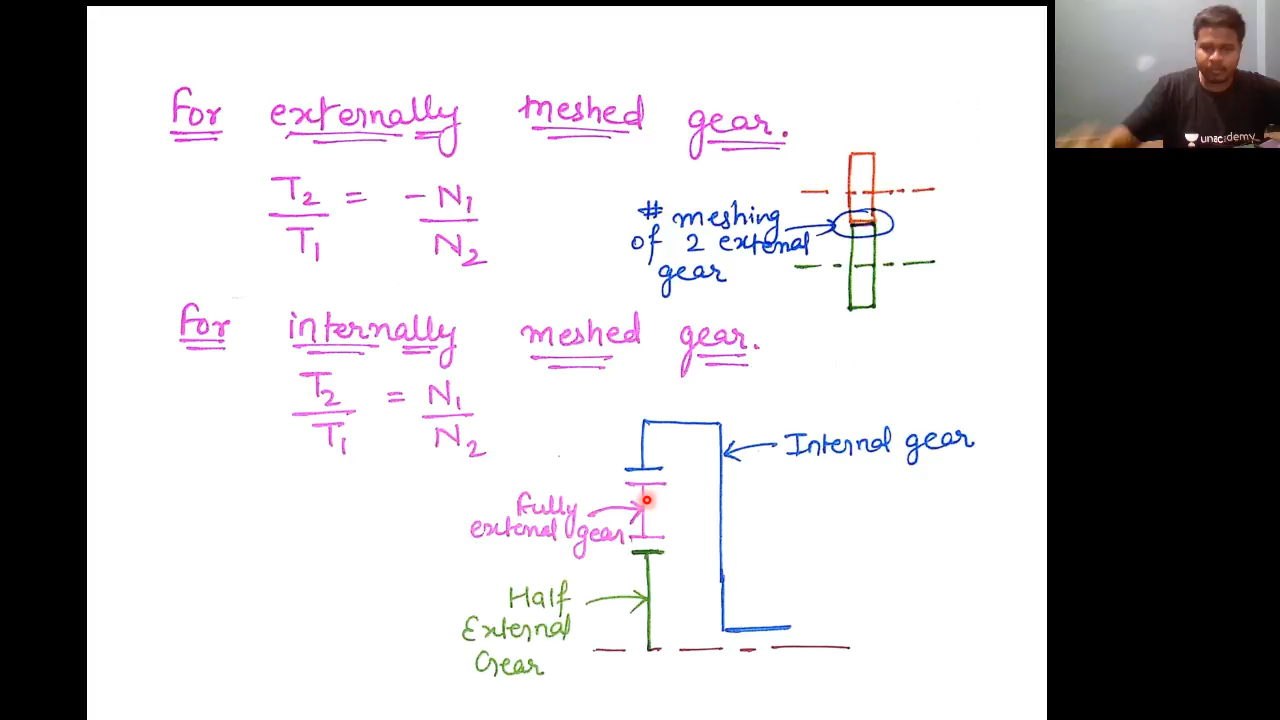 For externally meshed gear.
T2/T1 = -N1/N2
# meshing
of 2 external
gear
For internally meshed gear.
T2/T1 = N1/N2
Internal gear
Fully
external gear
Half
External
Gear
unacademy